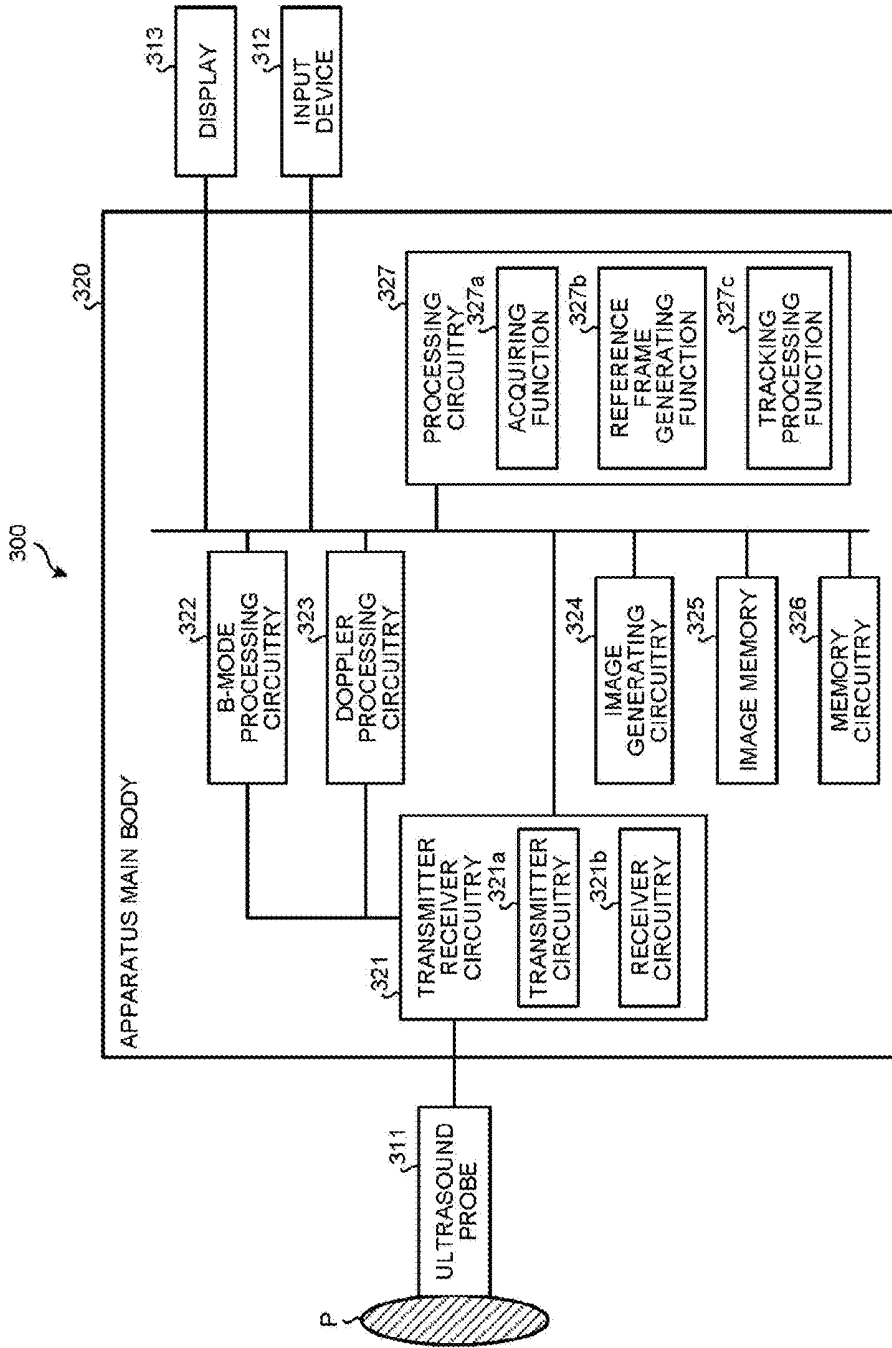 300
APPARATUS MAIN BODY
320
P
311
ULTRASOUND
PROBE
321
TRANSMITTER
RECEIVER
CIRCUITRY
321a
TRANSMITTER
CIRCUITRY
321b
RECEIVER
CIRCUITRY
322
B-MODE
PROCESSING
CIRCUITRY
323
DOPPLER
PROCESSING
CIRCUITRY
324
IMAGE
GENERATING
CIRCUITRY
325
IMAGE MEMORY
326
MEMORY
CIRCUITRY
327
PROCESSING
CIRCUITRY
327a
ACQUIRING
FUNCTION
327b
REFERENCE
FRAME
GENERATING
FUNCTION
327c
TRACKING
PROCESSING
FUNCTION
313
DISPLAY
312
INPUT
DEVICE